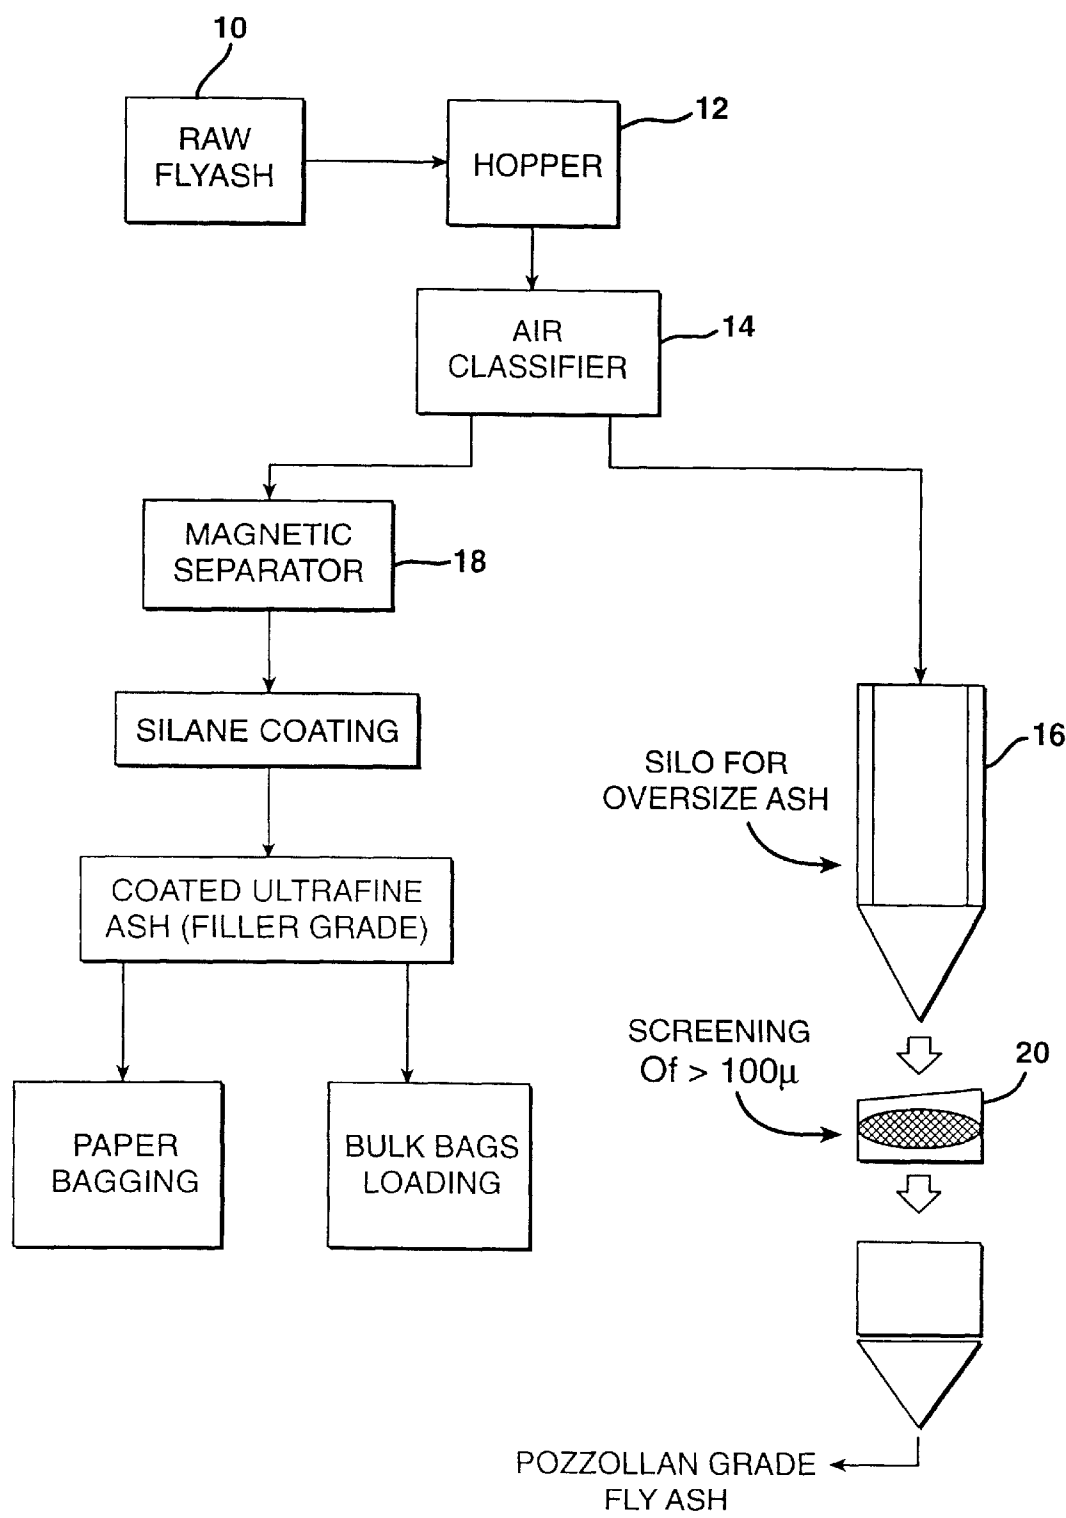 10
RAW
FLYASH
12
HOPPER
14
AIR
CLASSIFIER
MAGNETIC
SEPARATOR
18
SILANE COATING
16
SILO FOR
OVERSIZE ASH
COATED ULTRAFINE
ASH (FILLER GRADE)
SCREENING
Of > 100µ
20
PAPER
BAGGING
BULK BAGS
LOADING
POZZOLLAN GRADE
FLY ASH